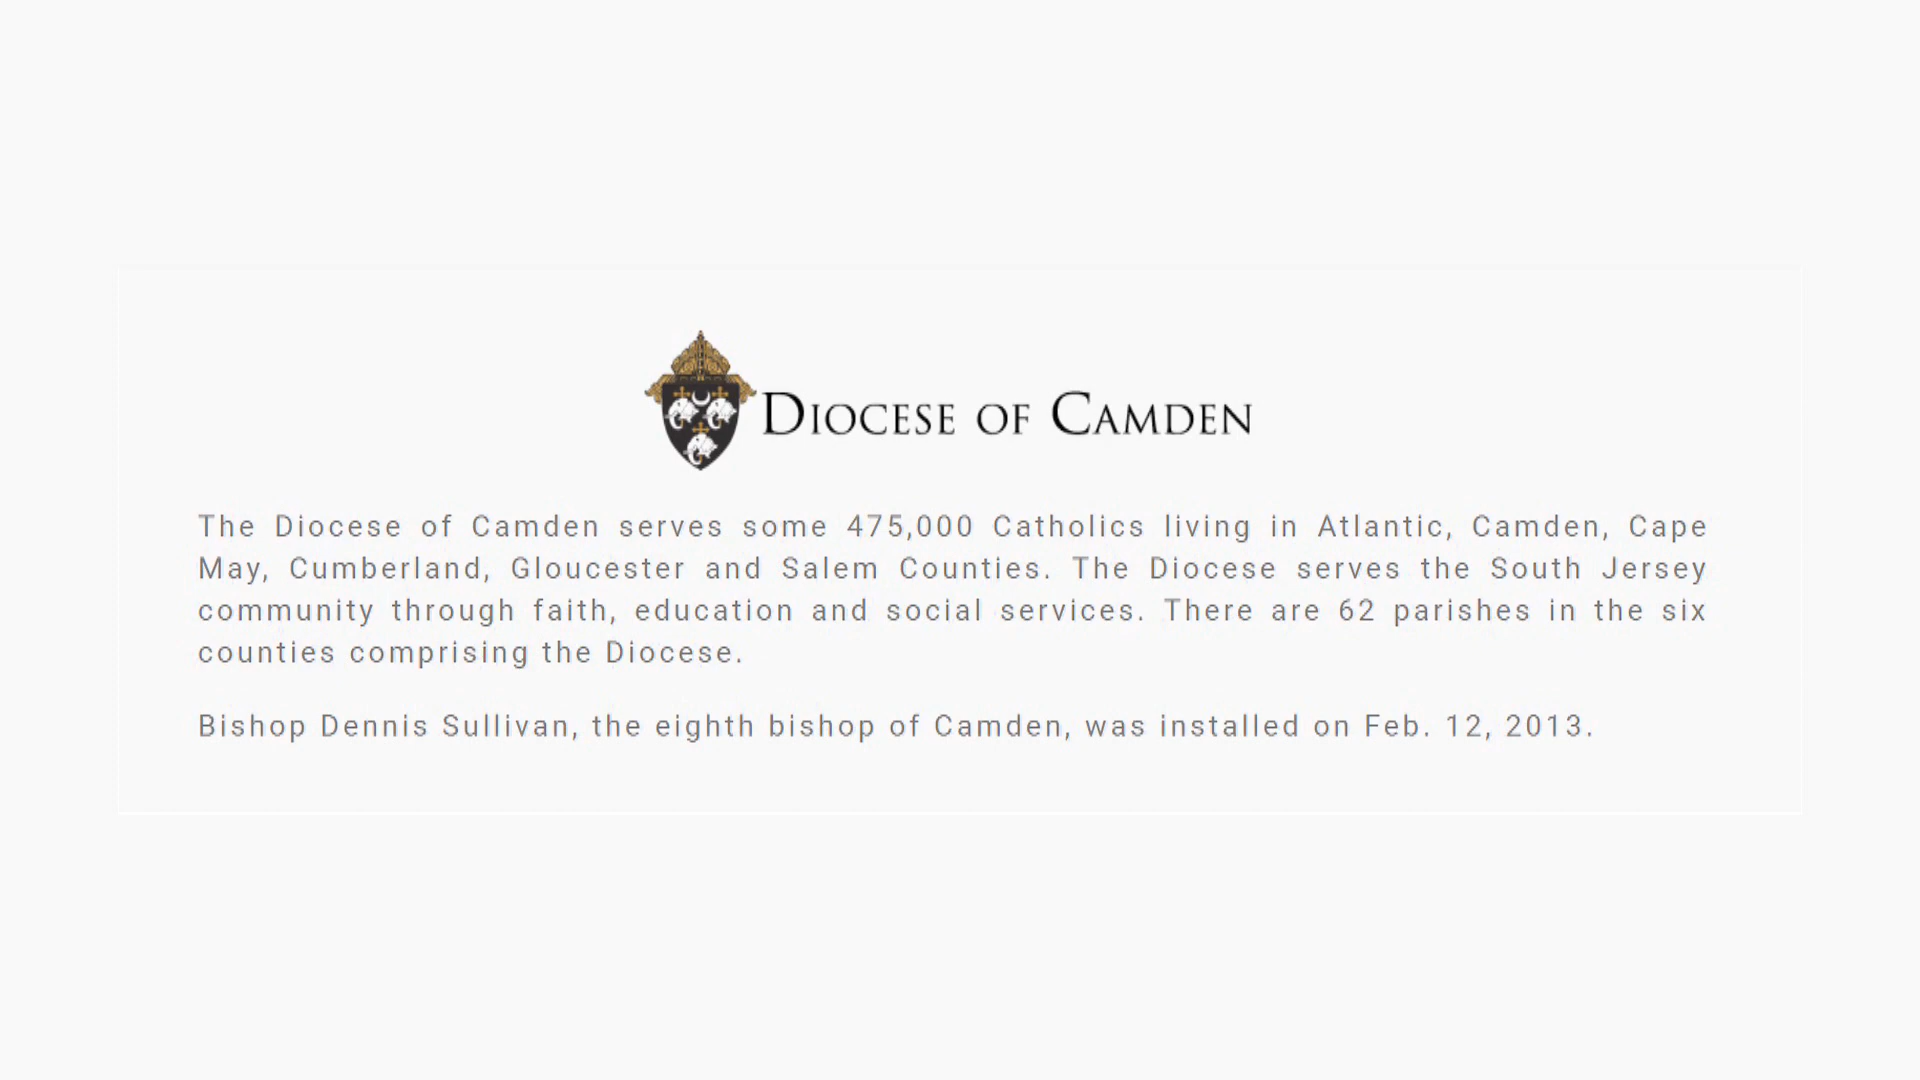 DIOCESE OF CAMDEN
The Diocese of Camden serves some 475,000 Catholics living in Atlantic, Camden, Cape
May, Cumberland, Gloucester and Salem Counties. The Diocese serves the South Jersey
community through faith, education and social services. There are 62 parishes in the six
counties comprising the Diocese.
Bishop Dennis Sullivan, the eighth bishop of Camden, was installed on Feb. 12, 2013.